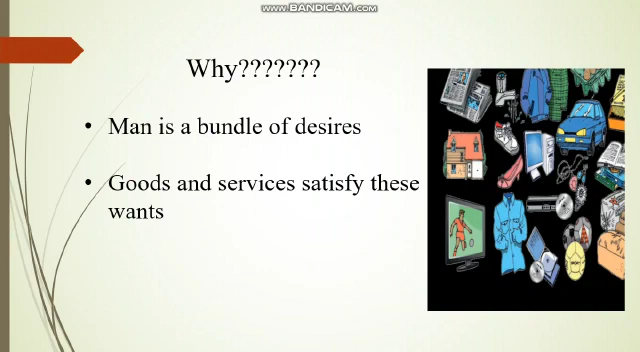 www.BANDICAM.com
Why???????
• Man is a bundle of desires
• Goods and services satisfy these
wants